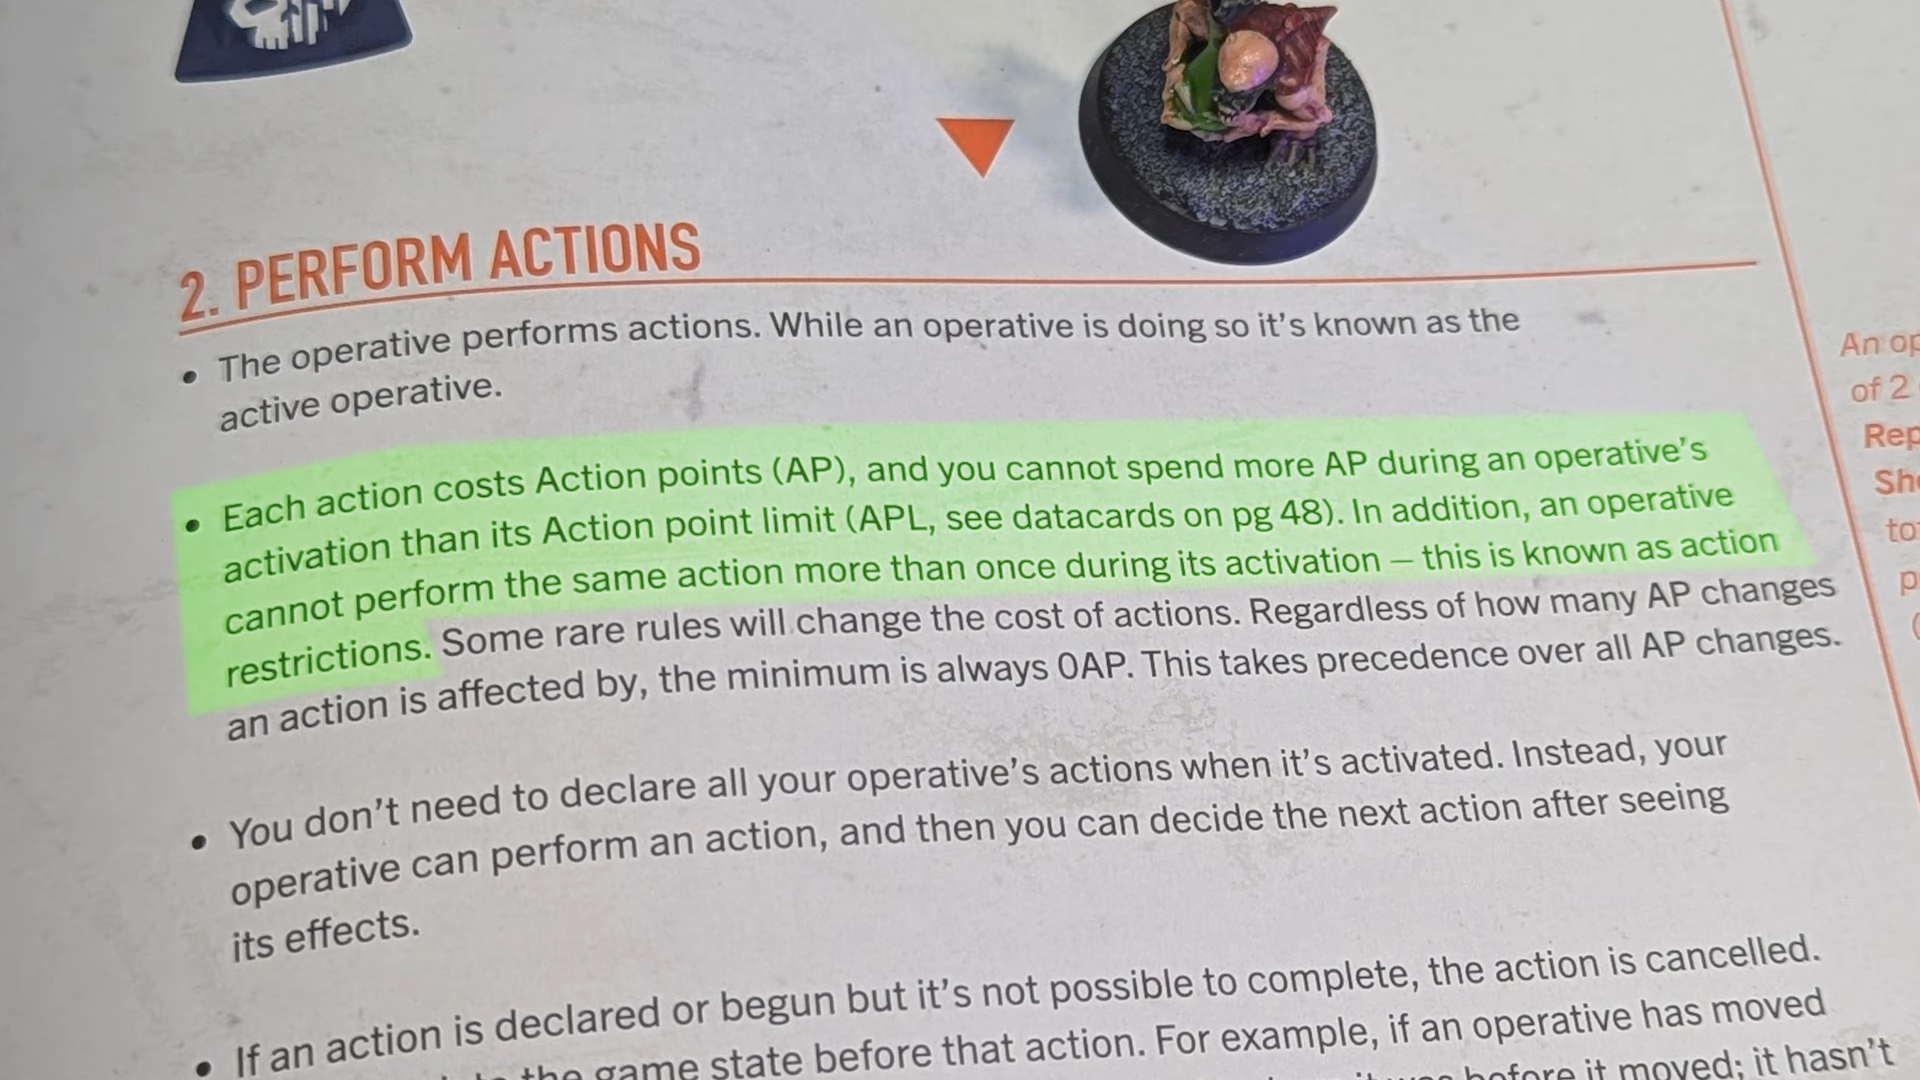 2. PERFORM ACTIONS
• The operative performs actions. While an operative is doing so it's known as the
active operative.
• Each action costs Action points (AP), and you cannot spend more AP during an operative's
activation than its Action point limit (APL, see datacards on pg 48). In addition, an operative
cannot perform the same action more than once during its activation – this is known as action
restrictions. Some rare rules will change the cost of actions. Regardless of how many AP changes
an action is affected by, the minimum is always 0AP. This takes precedence over all AP changes.
• You don't need to declare all your operative's actions when it's activated. Instead, your
operative can perform an action, and then you can decide the next action after seeing
its effects.
• If an action is declared or begun but it's not possible to complete, the action is cancelled.
the game state before that action. For example, if an operative has moved
before it moved; it hasn't
An
of 2